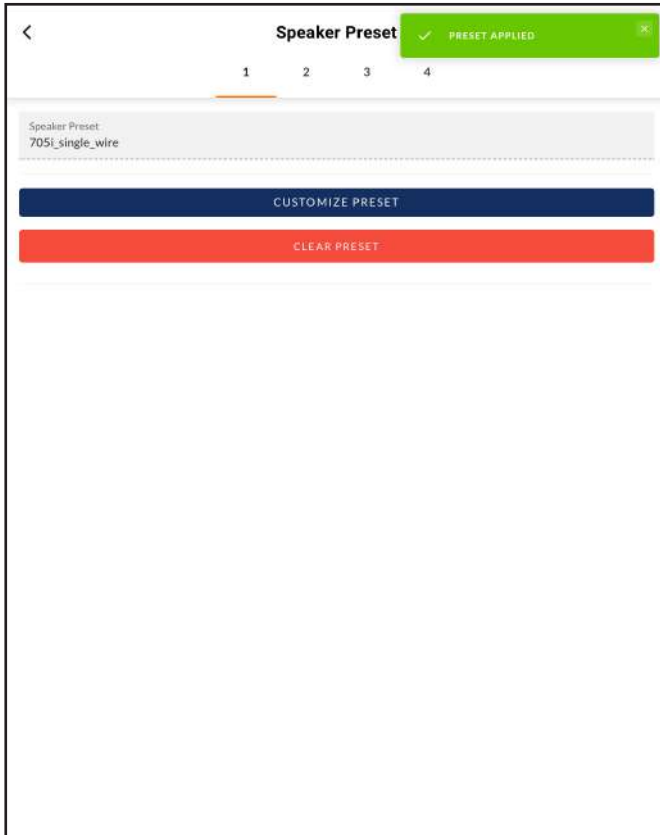 Speaker Preset
PRESET APPLIED
1 2 3 4
Speaker Preset
705i_single_wire
CUSTOMIZE PRESET
CLEAR PRESET